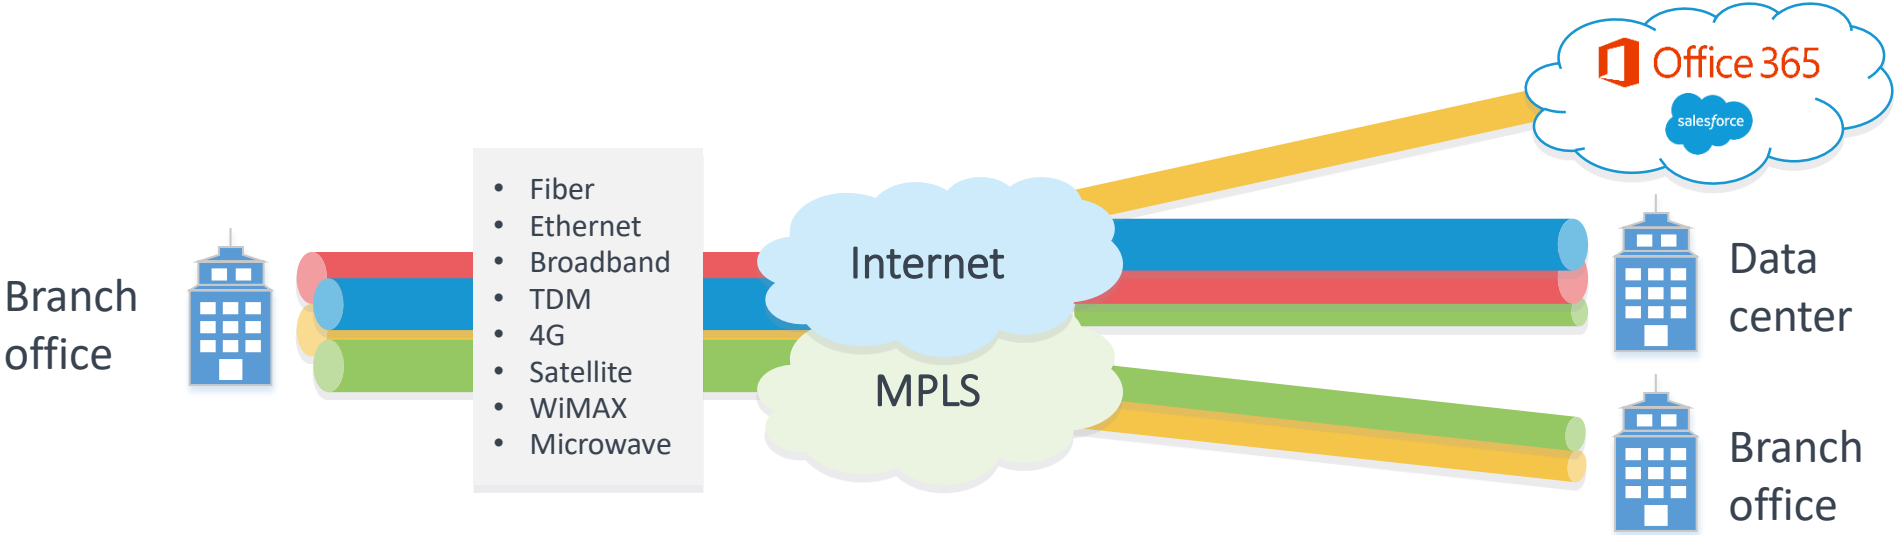 Branch
office
• Fiber
• Ethernet
• Broadband
• TDM
• 4G
• Satellite
• WiMAX
• Microwave
Internet
MPLS
Office 365
salesforce
Data
center
Branch
office